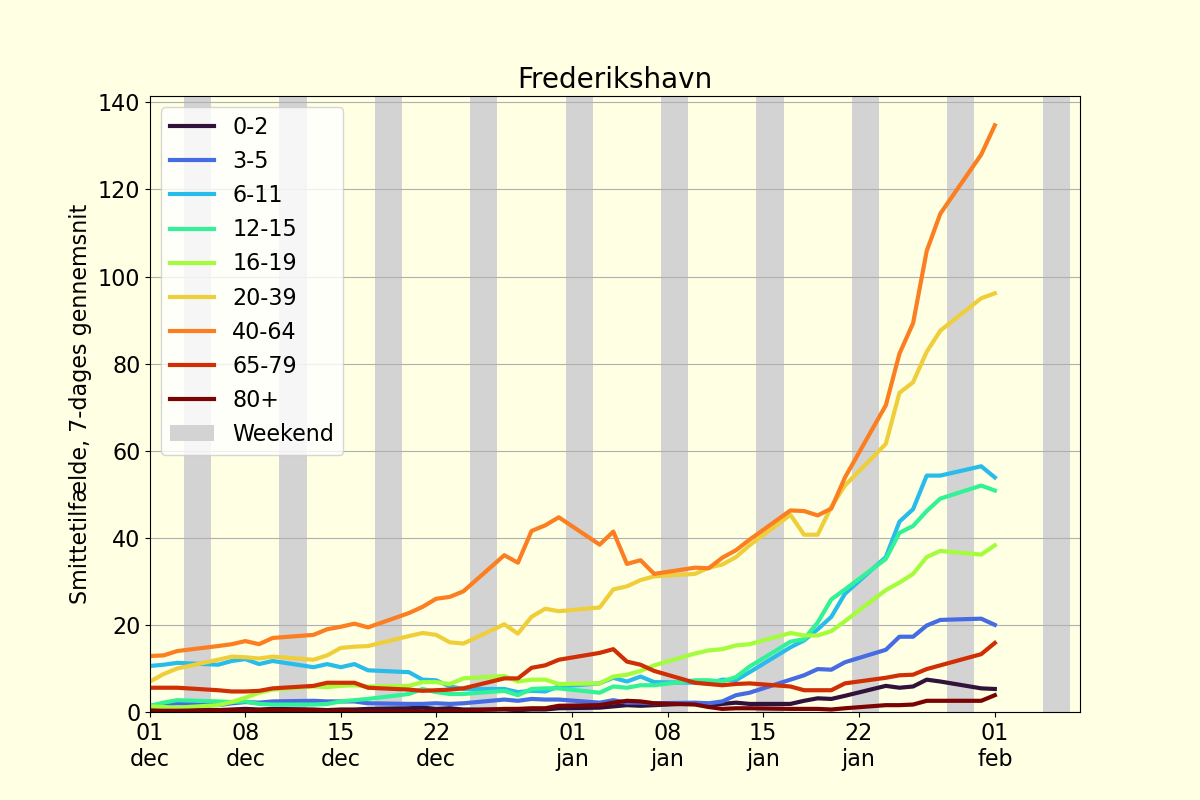 Frederikshavn
Smittetilfælde, 7-dages gennemsnit
140
120
100
80
60
40
20
0
0-2
3-5
6-11
12-15
16-19
20-39
40-64
65-79
80+
Weekend
01 dec
08 dec
15 dec
22 dec
01 jan
08 jan
15 jan
22 jan
01 feb